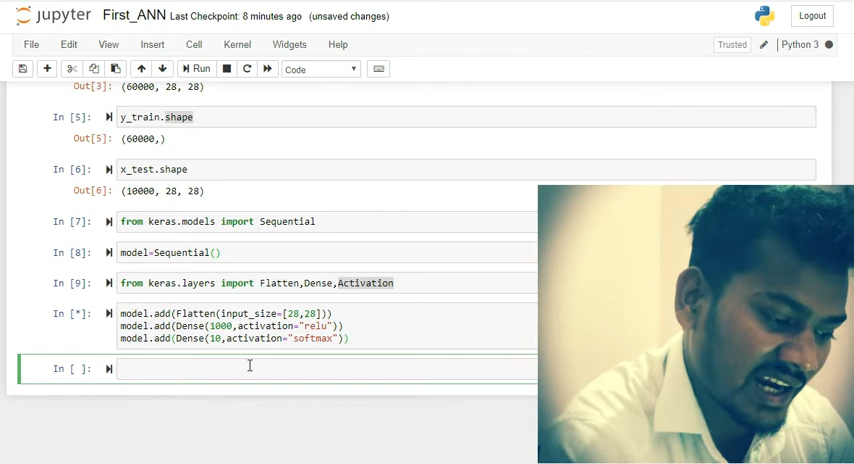 jupyter First_ANN Last Checkpoint: 8 minutes ago (unsaved changes) Logout
File Edit View Insert Cell Kernel Widgets Help Trusted Python 3
Run Code
Out[3]: (60000, 28, 28)
In [5]: y_train.shape
Out[5]: (60000,)
In [6]: x_test.shape
Out[6]: (10000, 28, 28)
In [7]: from keras.models import Sequential
In [8]: model=Sequential()
In [9]: from keras.layers import Flatten,Dense,Activation
In [*]: model.add(Flatten(input_size=[28,28]))
model.add(Dense(1000,activation="relu"))
model.add(Dense(10,activation="softmax"))
In [ ]: